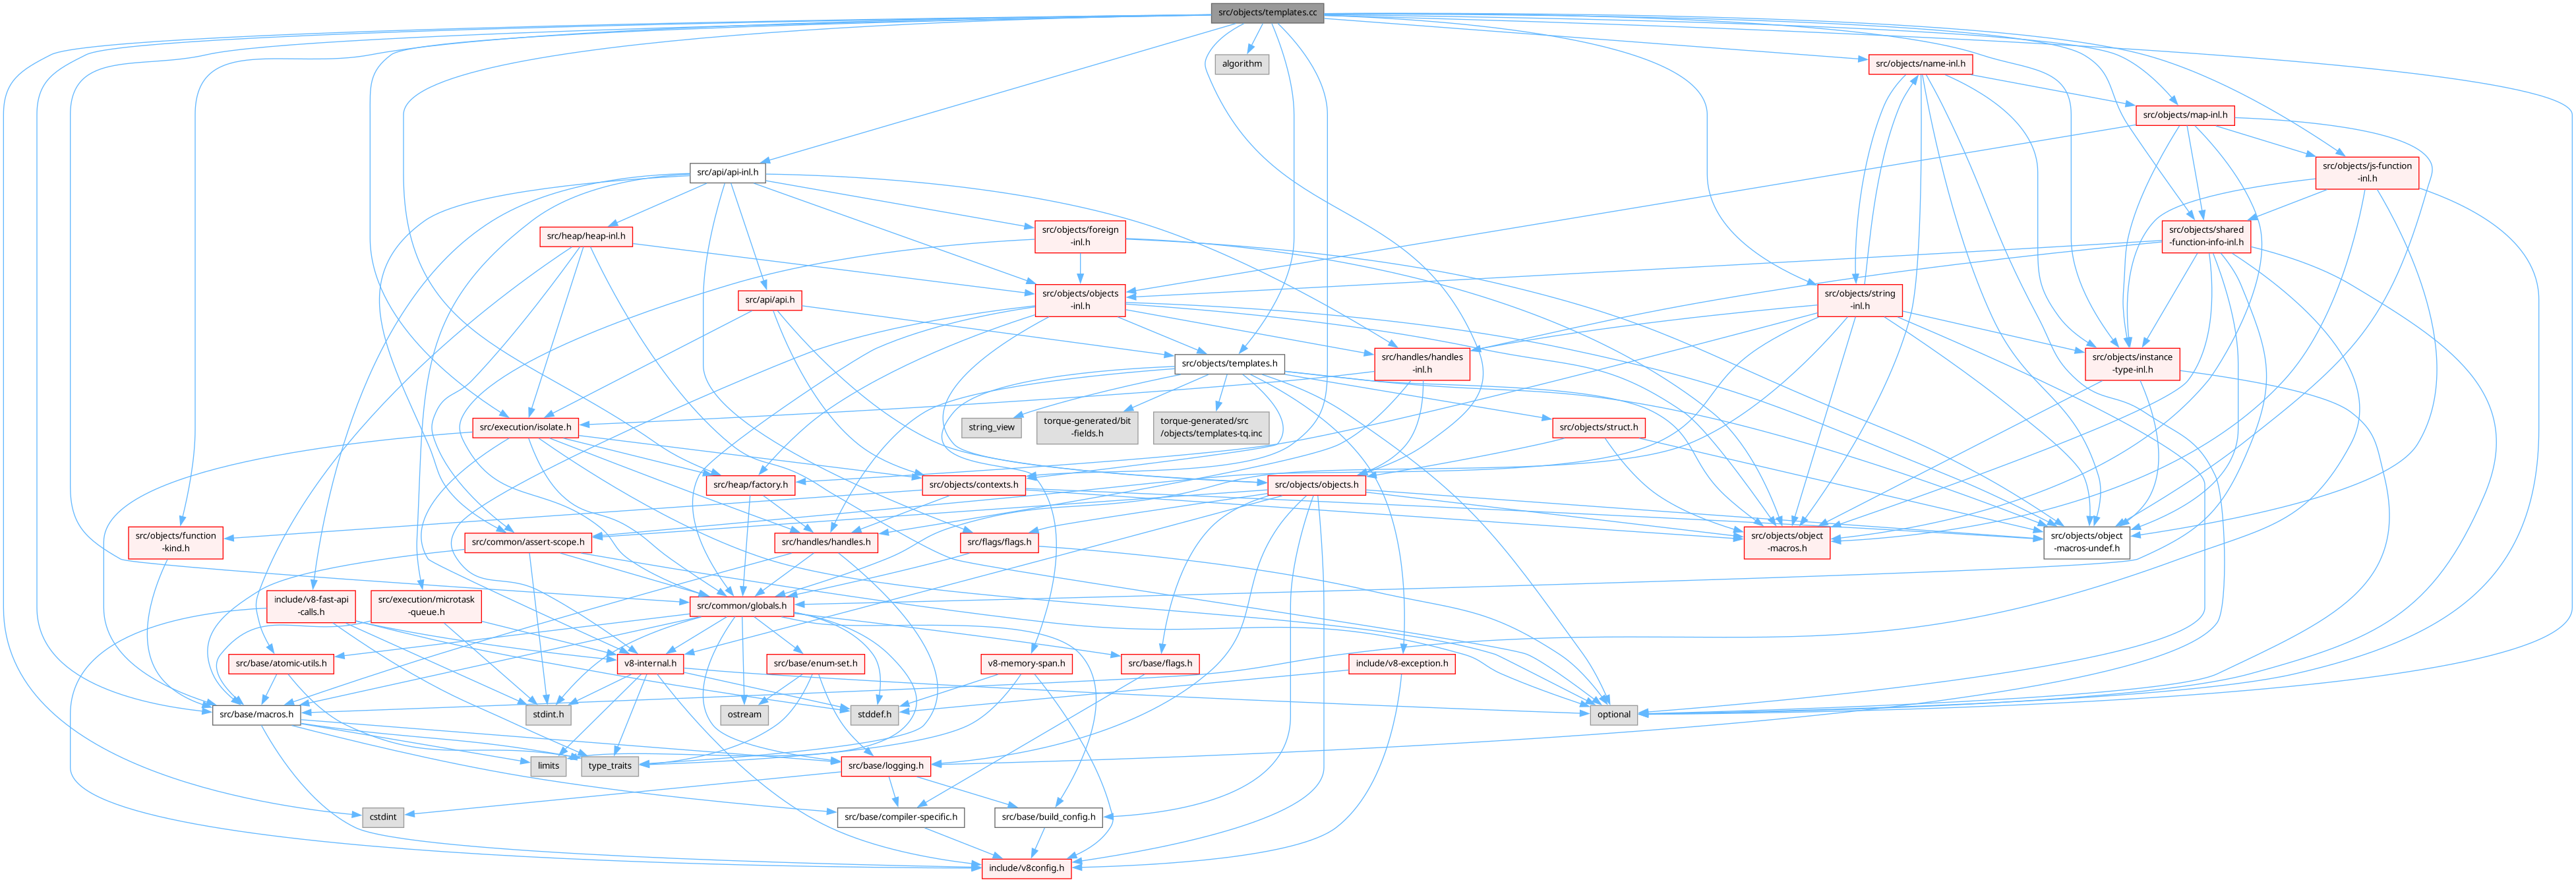 src/objects/templates.cc
algorithm
src/objects/name-inl.h
src/objects/map-inl.h
src/api/api-inl.h
src/objects/js-function
-inl.h
src/heap/heap-inl.h
src/objects/foreign
-inl.h
src/objects/shared
-function-info-inl.h
src/api/api.h
src/objects/objects
-inl.h
src/objects/string
-inl.h
src/objects/templates.h
src/handles/handles
-inl.h
src/objects/instance
-type-inl.h
src/execution/isolate.h
string_view
torque-generated/bit
-fields.h
torque-generated/src
/objects/templates-tq.inc
src/objects/struct.h
src/heap/factory.h
src/objects/contexts.h
src/objects/objects.h
src/objects/function
-kind.h
src/common/assert-scope.h
src/handles/handles.h
src/flags/flags.h
src/objects/object
-macros.h
src/objects/object
-macros-undef.h
include/v8-fast-api
-calls.h
src/execution/microtask
-queue.h
src/common/globals.h
src/base/atomic-utils.h
v8-internal.h
src/base/enum-set.h
v8-memory-span.h
src/base/flags.h
include/v8-exception.h
src/base/macros.h
stdint.h
ostream
stddef.h
optional
limits
type_traits
src/base/logging.h
cstdint
src/base/compiler-specific.h
src/base/build_config.h
include/v8config.h